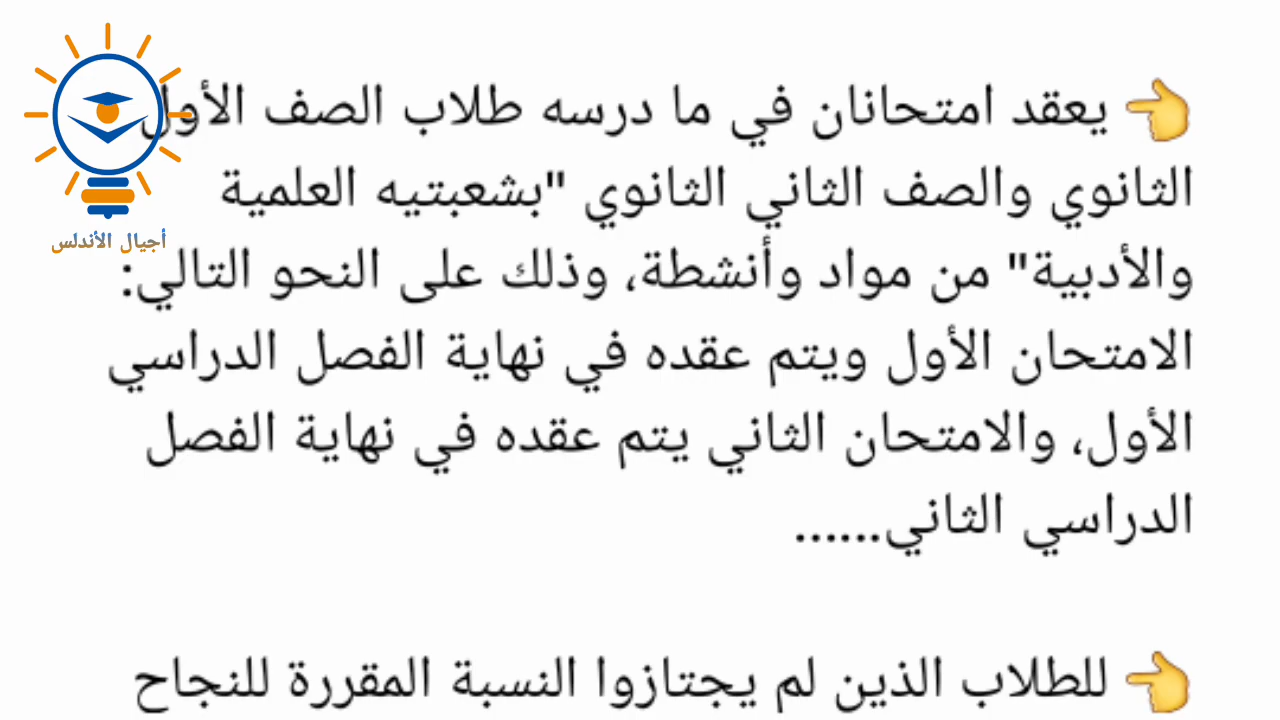 👈 يعقد امتحانان في ما درسه طلاب الصف الأول
الثانوي والصف الثاني الثانوي "بشعبتيه العلمية
والأدبية" من مواد وأنشطة، وذلك على النحو التالي:
الامتحان الأول ويتم عقده في نهاية الفصل الدراسي
الأول، والامتحان الثاني يتم عقده في نهاية الفصل
الدراسي الثاني......
👈 للطلاب الذين لم يجتازوا النسبة المقررة للنجاح
أجيال الأندلس